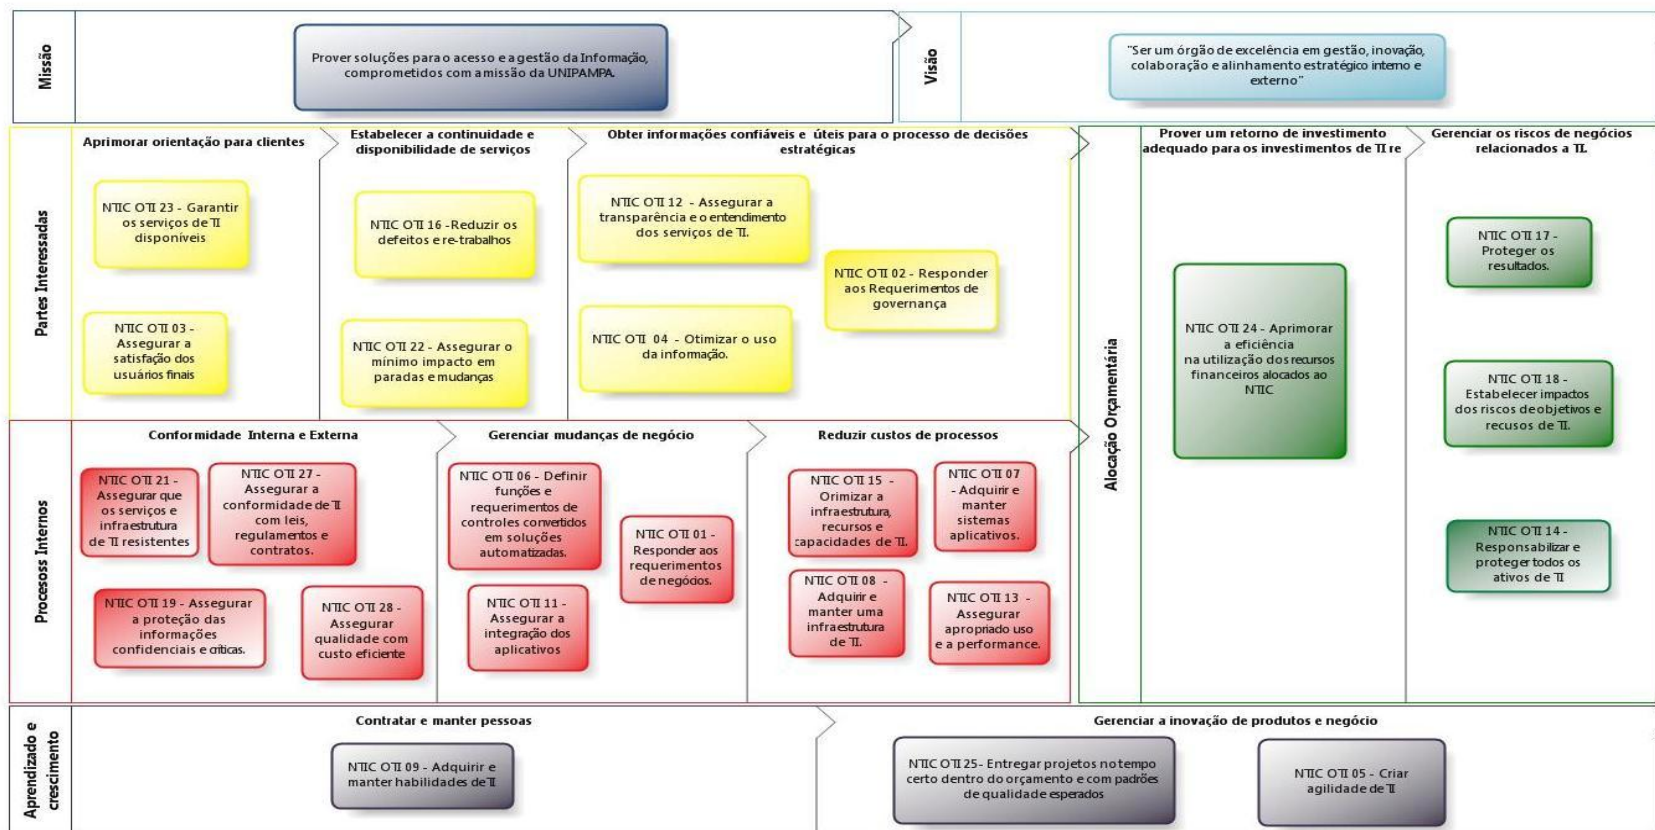 Missão
Prover soluções para o acesso e a gestão da Informação,
comprometidos com a missão da UNIPAMPA.
Visão
"Ser um órgão de excelência em gestão, inovação,
colaboração e alinhamento estratégico interno e
externo"
Partes Interessadas
Aprimorar orientação para clientes
NTIC OTI 23 - Garantir
os serviços de TI
disponíveis
NTIC OTI 03 -
Assegurar a
satisfação dos
usuários finais
Estabelecer a continuidade e
disponibilidade de serviços
NTIC OTI 16 -Reduzir os
defeitos e re-trabalhos
NTIC OTI 22 - Assegurar o
mínimo impacto em
paradas e mudanças
Obter informações confiáveis e úteis para o processo de decisões
estratégicas
NTIC OTI 12 - Assegurar a
transparência e o entendimento
dos serviços de TI.
NTIC OTI 02 - Responder
aos Requerimentos de
governança
NTIC OTI 04 - Otimizar o uso
da informação.
Alocação Orçamentária
Prover um retorno de investimento
adequado para os investimentos de TI re
NTIC OTI 24 - Aprimorar
a eficiência
na utilização dos recursos
financeiros alocados ao
NTIC
Gerenciar os riscos de negócios
relacionados a TI.
NTIC OTI 17 -
Proteger os
resultados.
NTIC OTI 18 -
Estabelecer impactos
dos riscos de objetivos e
recusos de TI.
NTIC OTI 14 -
Responsabilizar e
proteger todos os
ativos de TI
Procesoss Internos
Conformidade Interna e Externa
NTIC OTI 21 -
Assegurar que
os serviços e
infraestrutura
de TI resistentes
NTIC OTI 27 -
Assegurar a
conformidade de TI
com leis,
regulamentos e
contratos.
NTIC OTI 19 - Assegurar
a proteção das
informações
confidenciais e críticas.
NTIC OTI 28 -
Assegurar
qualidade com
custo eficiente
Gerenciar mudanças de negócio
NTIC OTI 06 - Definir
funções e
requerimentos de
controles convertidos
em soluções
automatizadas.
NTIC OTI 01 -
Responder aos
requerimentos
de negócios.
NTIC OTI 11 -
Assegurar a
integração dos
aplicativos
Reduzir custos de processos
NTIC OTI 15 -
Orimizar a
infraestrutura,
recursos e
capacidades de TI.
NTIC OTI 07
- Adquirir e
manter
sistemas
aplicativos.
NTIC OTI 08 -
Adquirir e
manter uma
infraestrutura
de TI.
NTIC OTI 13 -
Assegurar
apropriado uso
e a performance.
Aprendizado e
crescimento
Contratar e manter pessoas
NTIC OTI 09 - Adquirir e
manter habilidades de TI
Gerenciar a inovação de produtos e negócio
NTIC OTI 25- Entregar projetos no tempo
certo dentro do orçamento e com padrões
de qualidade esperados
NTIC OTI 05 - Criar
agilidade de TI